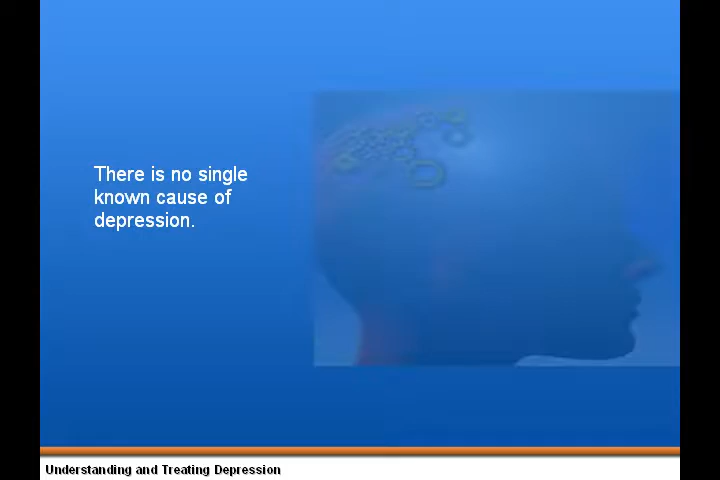 There is no single
known cause of
depression.
Understanding and Treating Depression